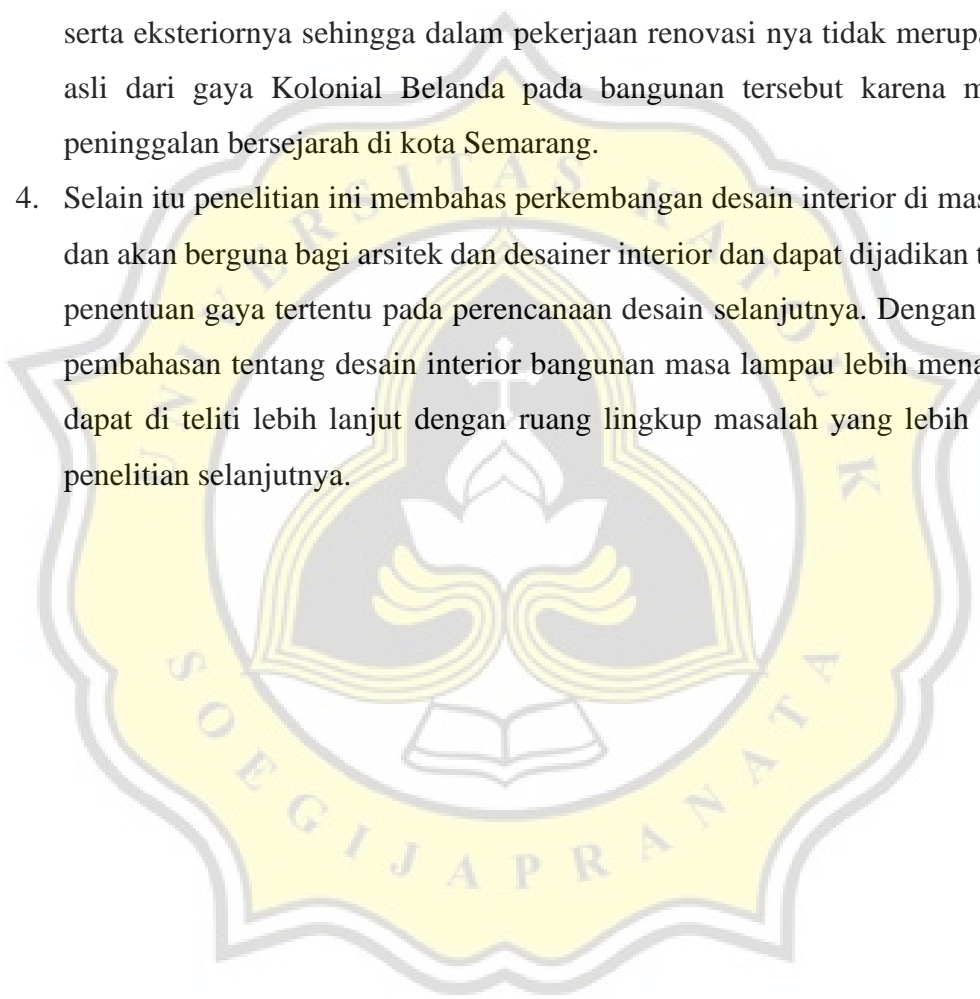 serta eksteriornya sehingga dalam pekerjaan renovasi nya tidak
asli dari gaya Kolonial Belanda pada bangunan tersebut karena
peninggalan bersejarah di kota Semarang.
4. Selain itu penelitian ini membahas perkembangan desain interior di
dan akan berguna bagi arsitek dan desainer interior dan dapat dijadikan
penentuan gaya tertentu pada perencanaan desain selanjutnya. Dengan
pembahasan tentang desain interior bangunan masa lampau lebih
dapat di teliti lebih lanjut dengan ruang lingkup masalah yang lebih
penelitian selanjutnya.
UNIVERSITAS KATOLIK
SOEGIJAPRANATA